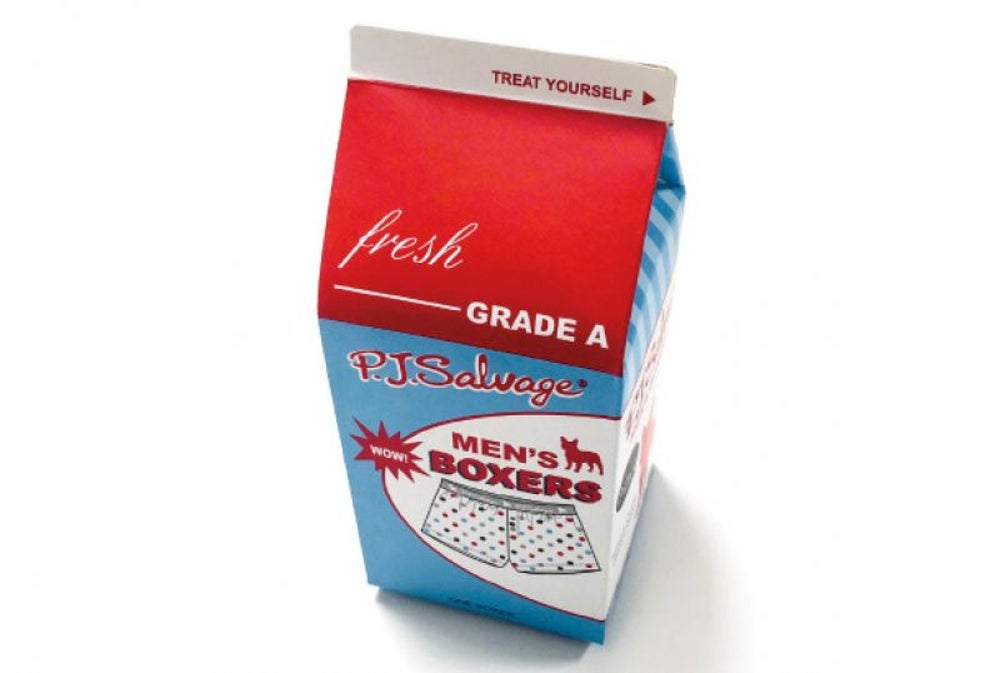 TREAT YOURSELF
fresh
GRADE A
P.J.Salvage
WOW!
MEN'S
BOXERS